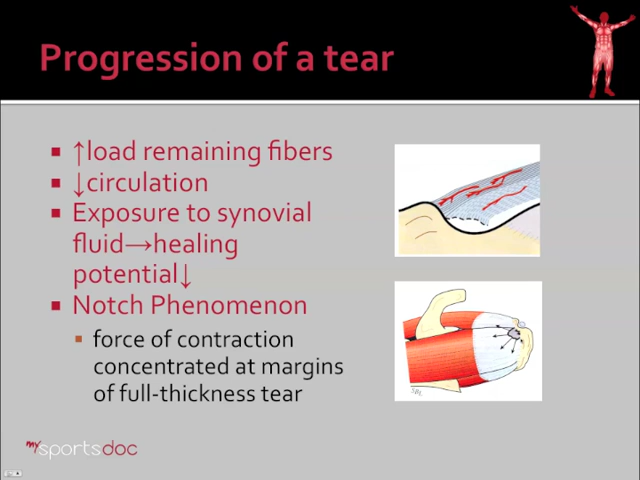 Progression of a tear
↑load remaining fibers
↓circulation
Exposure to synovial
fluid→healing
potential↓
Notch Phenomenon
force of contraction
concentrated at margins
of full-thickness tear
mysportsdoc